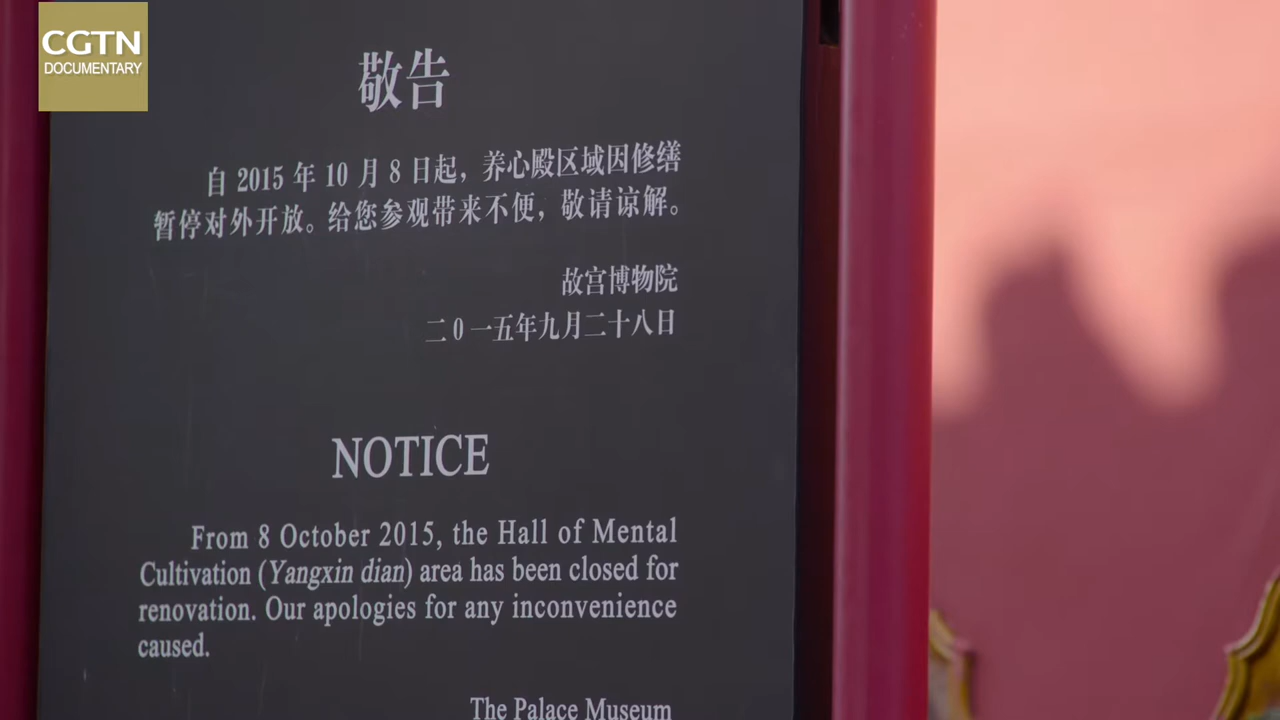 CGTN
DOCUMENTARY
敬告
自 2015 年 10 月 8 日起，养心殿区域因修缮
暂停对外开放。给您参观带来不便，敬请谅解。
故宫博物院
二0一五年九月二十八日
NOTICE
From 8 October 2015, the Hall of Mental
Cultivation (Yangxin dian) area has been closed for
renovation. Our apologies for any inconvenience
caused.
The Palace Museum